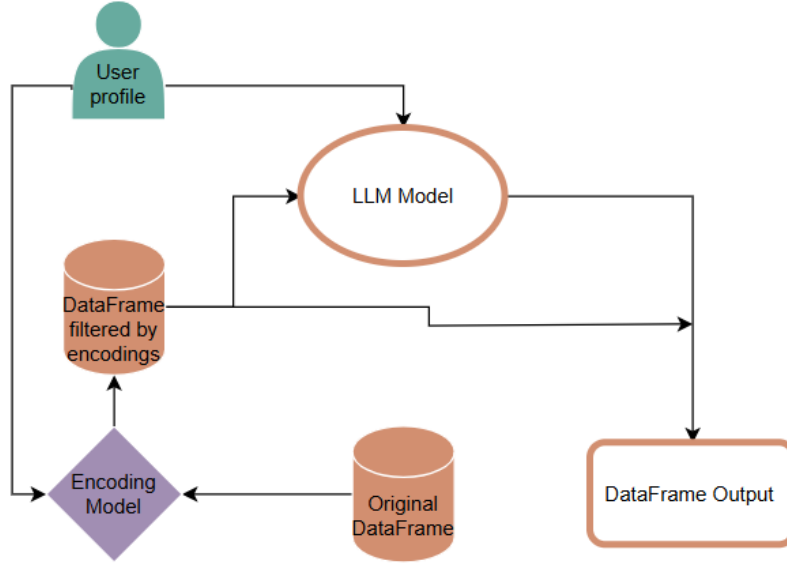 User
profile
LLM Model
DataFrame
filtered by
encodings
Encoding
Model
Original
DataFrame
DataFrame Output